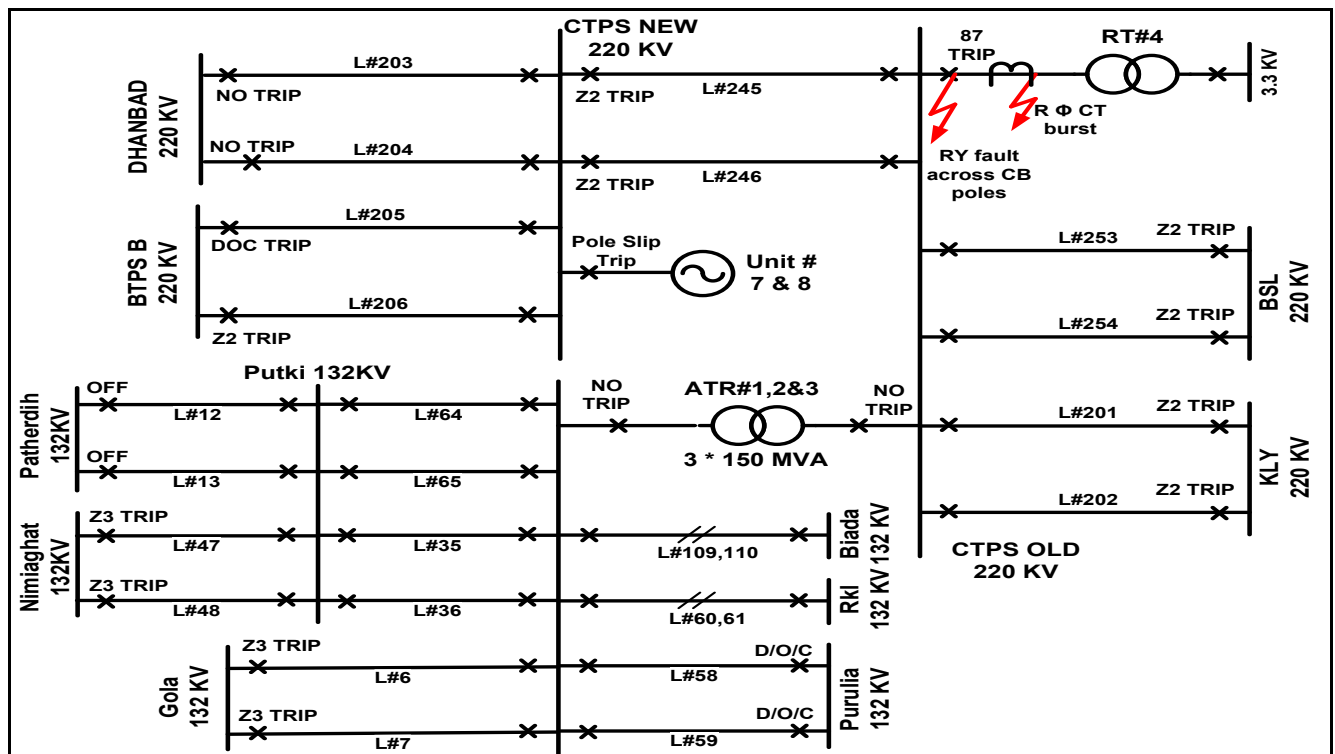 CTPS NEW
220 KV
87
TRIP
RT#4
3.3 KV
L#203
NO TRIP
Z2 TRIP
L#245
R Φ CT
burst
DHANBAD
220 KV
NO TRIP
L#204
Z2 TRIP
L#246
RY fault
across CB
poles
BTPS B
220 KV
L#205
DOC TRIP
Pole Slip
Trip
Unit #
7 & 8
L#253
Z2 TRIP
L#206
Z2 TRIP
L#254
Z2 TRIP
BSL
220 KV
Putki 132KV
NO
TRIP
ATR#1,2&3
NO
TRIP
3 * 150 MVA
Patherdih
132KV
OFF
L#12
L#64
OFF
L#13
L#65
L#201
Z2 TRIP
L#202
Z2 TRIP
KLY
220 KV
CTPS OLD
220 KV
Nimiaghat
132KV
Z3 TRIP
L#47
L#35
L#109,110
Biada
132 KV
Z3 TRIP
L#48
L#36
L#60,61
Rkl
132 KV
Gola
132 KV
Z3 TRIP
L#6
L#58
D/O/C
Z3 TRIP
L#7
L#59
D/O/C
Purulia
132 KV